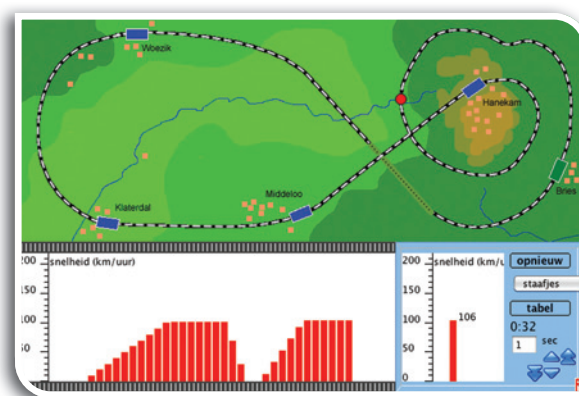 Woezik
Hanekam
Bries
Middeloo
Klaterdal
snelheid (km/uur)
200
150
100
50
snelheid (km/u
200
150
100
50
0
106
opnieuw
staafjes
tabel
0:32
1 sec